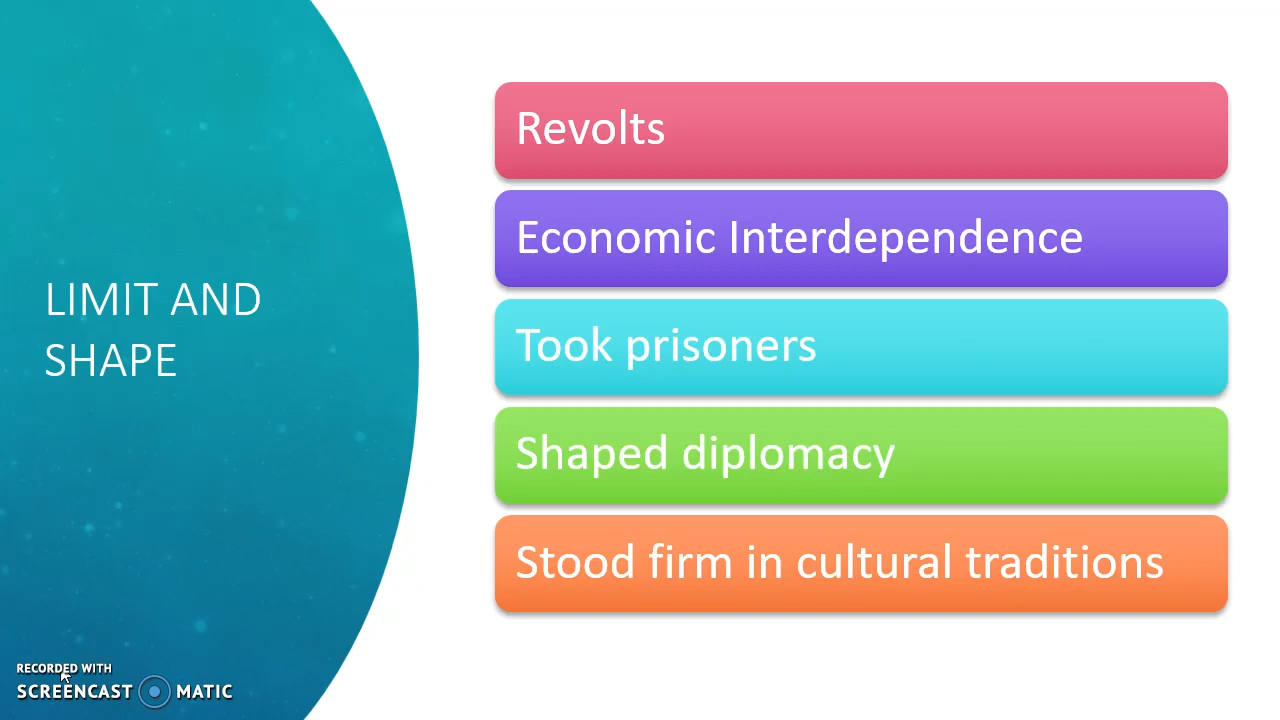 LIMIT AND
SHAPE
Revolts
Economic Interdependence
Took prisoners
Shaped diplomacy
Stood firm in cultural traditions
RECORDED WITH
SCREENCAST MATIC